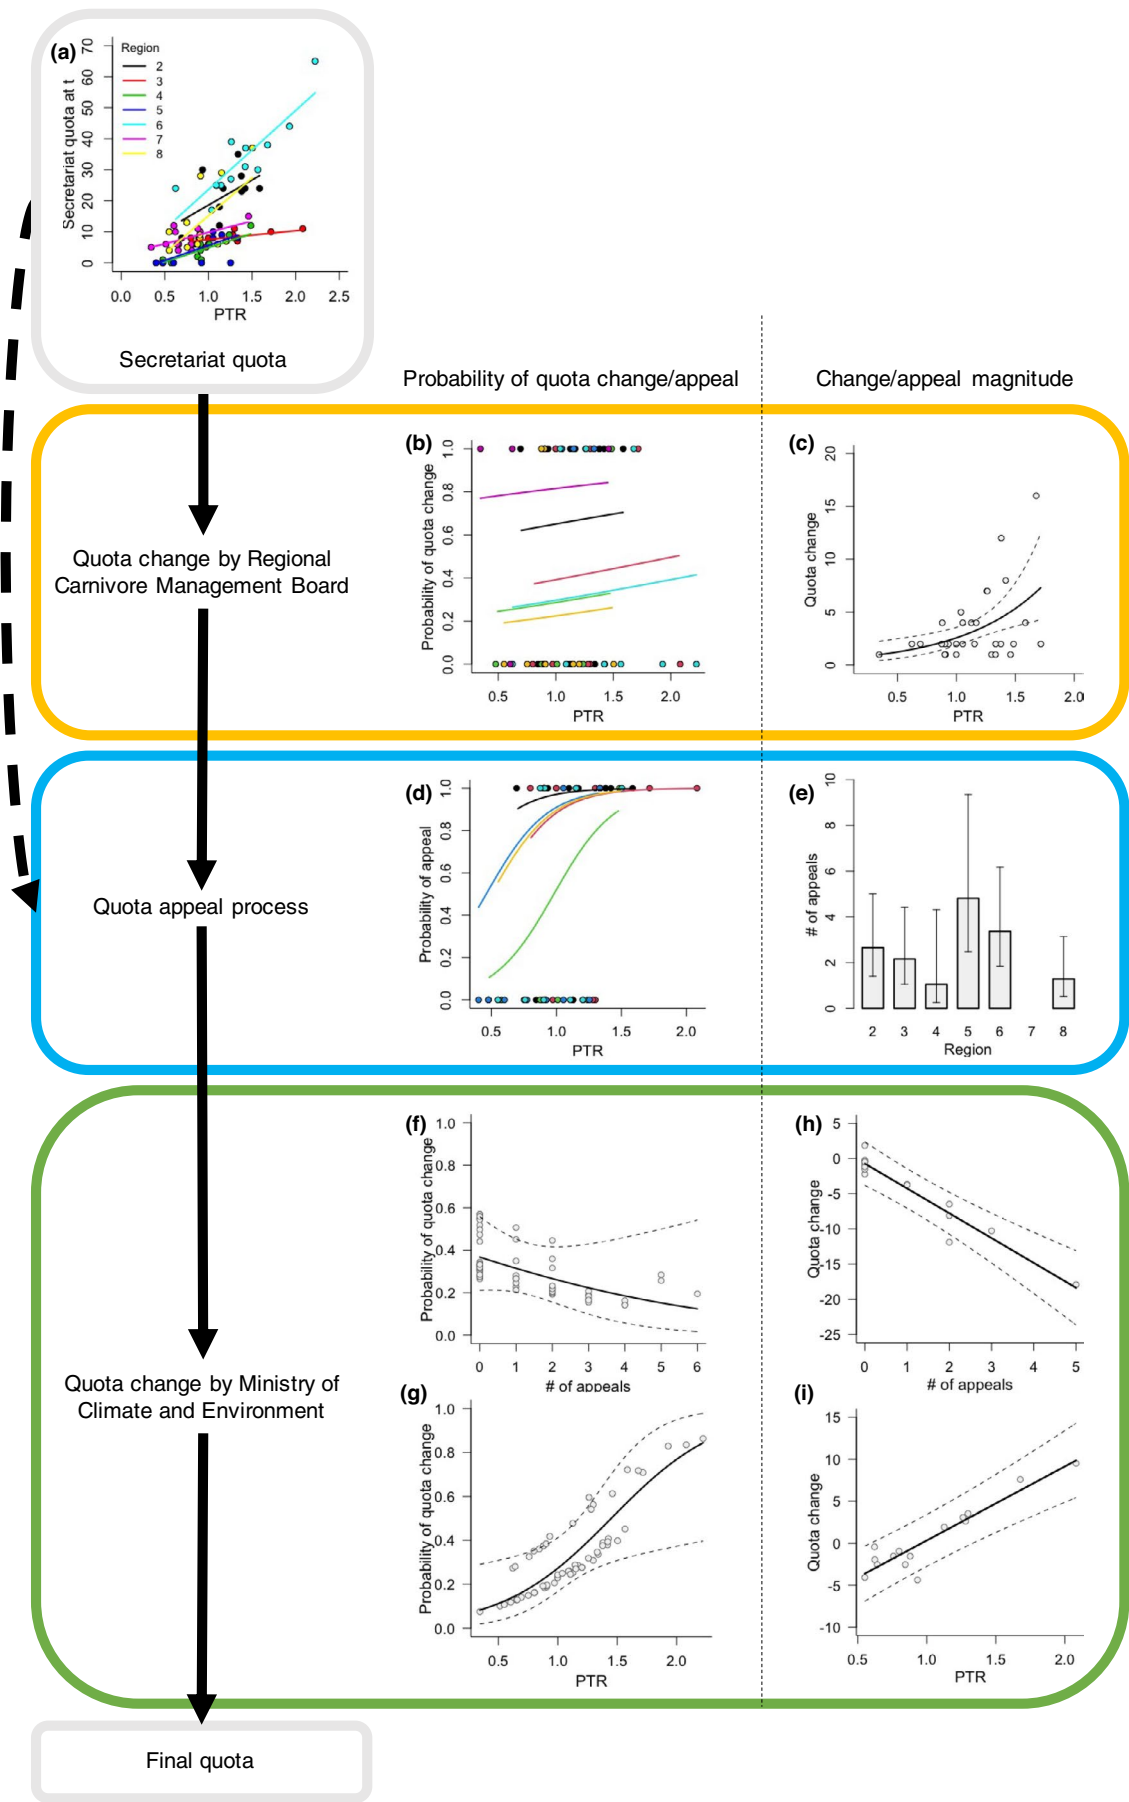 (a)
Secretariat quota at t
70
60
50
40
30
20
10
0
Region
2
3
4
5
6
7
8
0.0 0.5 1.0 1.5 2.0 2.5
PTR
Secretariat quota
Probability of quota change/appeal
Change/appeal magnitude
Quota change by Regional
Carnivore Management Board
(b)
Probability of quota change
1.0
0.8
0.6
0.4
0.2
0.0
0.5 1.0 1.5 2.0
PTR
(c)
Quota change
20
15
10
5
0
0.5 1.0 1.5 2.0
PTR
Quota appeal process
(d)
Probability of appeal
1.0
0.8
0.6
0.4
0.2
0.0
0.5 1.0 1.5 2.0
PTR
(e)
# of appeals
10
8
6
4
2
0
2 3 4 5 6 7 8
Region
Quota change by Ministry of
Climate and Environment
(f)
Probability of quota change
1.0
0.8
0.6
0.4
0.2
0.0
0 1 2 3 4 5 6
# of appeals
(h)
Quota change
5
0
-5
-10
-15
-20
-25
0 1 2 3 4 5
# of appeals
(g)
Probability of quota change
1.0
0.8
0.6
0.4
0.2
0.0
0.5 1.0 1.5 2.0
PTR
(i)
Quota change
15
10
5
0
-5
-10
0.5 1.0 1.5 2.0
PTR
Final quota